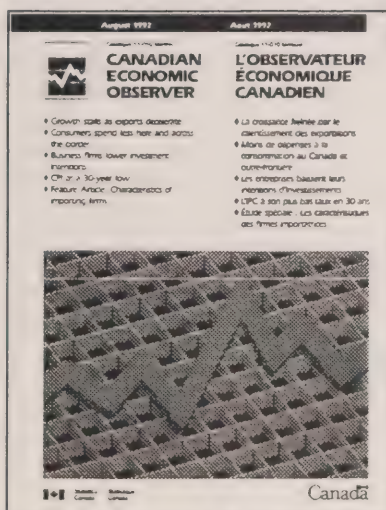 August 1992
CANADIAN
ECONOMIC
OBSERVER
Growth stalls as exports decelerate
Consumers spend less here and across
the border
Business firms lower investment
intentions
CPI at a 30-year low
Feature Article: Characteristics of
importing firms
Août 1992
L'OBSERVATEUR
ÉCONOMIQUE
CANADIEN
La croissance freinée par le
ralentissement des exportations
Moins de dépenses à la
consommation au Canada et
outre-frontière
Les entreprises baissent leurs
intentions d'investissements
L'IPC à son plus bas taux en 30 ans
Étude spéciale : Les caractéristiques
des firmes importatrices
Statistics
Canada
Statistique
Canada
Canada